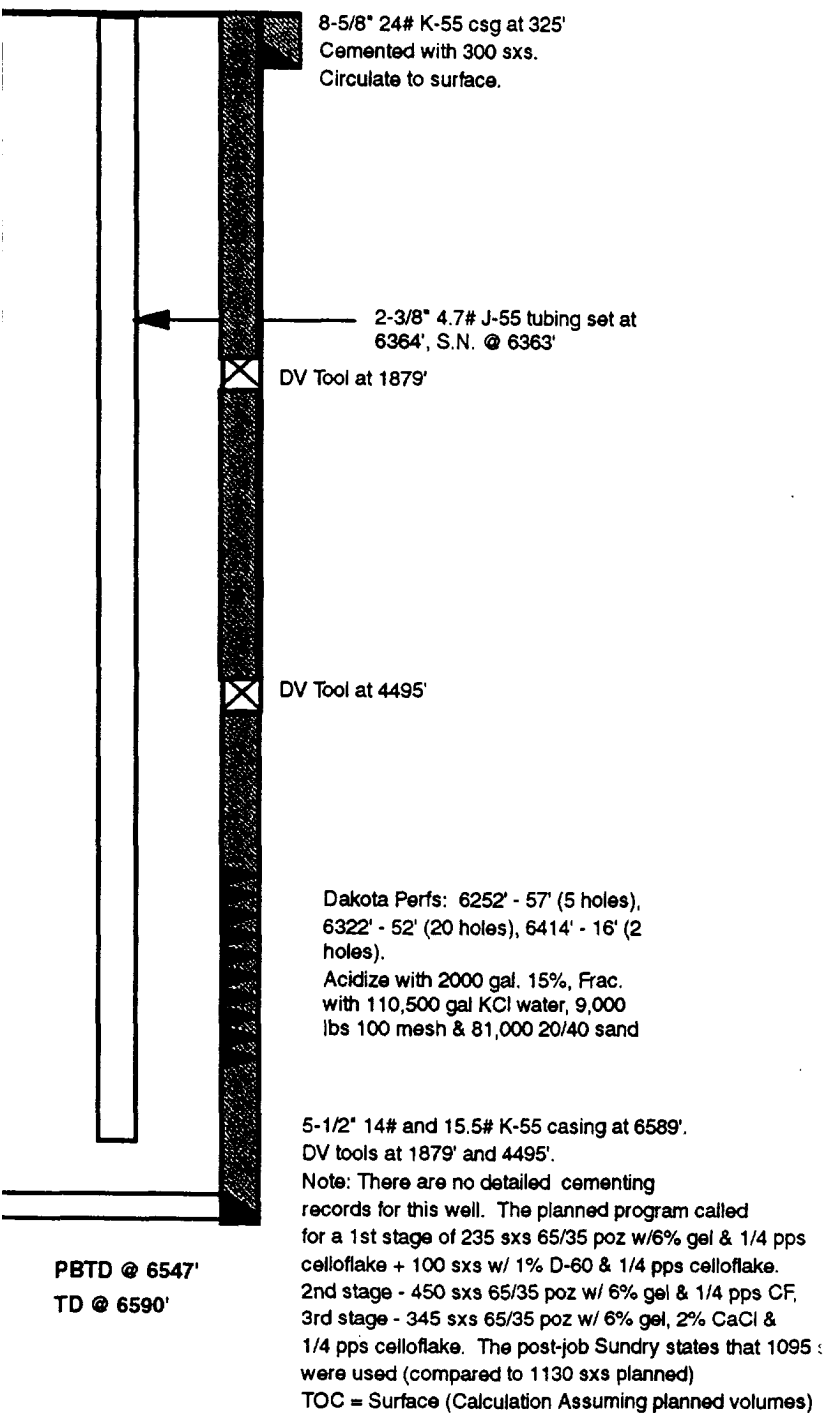 8-5/8" 24# K-55 csg at 325'
Cemented with 300 sxs.
Circulate to surface.
2-3/8" 4.7# J-55 tubing set at
6364', S.N. @ 6363'
DV Tool at 1879'
DV Tool at 4495'
Dakota Perfs: 6252' - 57' (5 holes),
6322' - 52' (20 holes), 6414' - 16' (2
holes).
Acidize with 2000 gal. 15%, Frac.
with 110,500 gal KCl water, 9,000
lbs 100 mesh & 81,000 20/40 sand
5-1/2" 14# and 15.5# K-55 casing at 6589'.
DV tools at 1879' and 4495'.
Note: There are no detailed cementing
records for this well. The planned program called
for a 1st stage of 235 sxs 65/35 poz w/6% gel & 1/4 pps
celloflake + 100 sxs w/ 1% D-60 & 1/4 pps celloflake.
2nd stage - 450 sxs 65/35 poz w/ 6% gel & 1/4 pps CF,
3rd stage - 345 sxs 65/35 poz w/ 6% gel, 2% CaCl &
1/4 pps celloflake. The post-job Sundry states that 1095
were used (compared to 1130 sxs planned)
TOC = Surface (Calculation Assuming planned volumes)
PBTD @ 6547'
TD @ 6590'